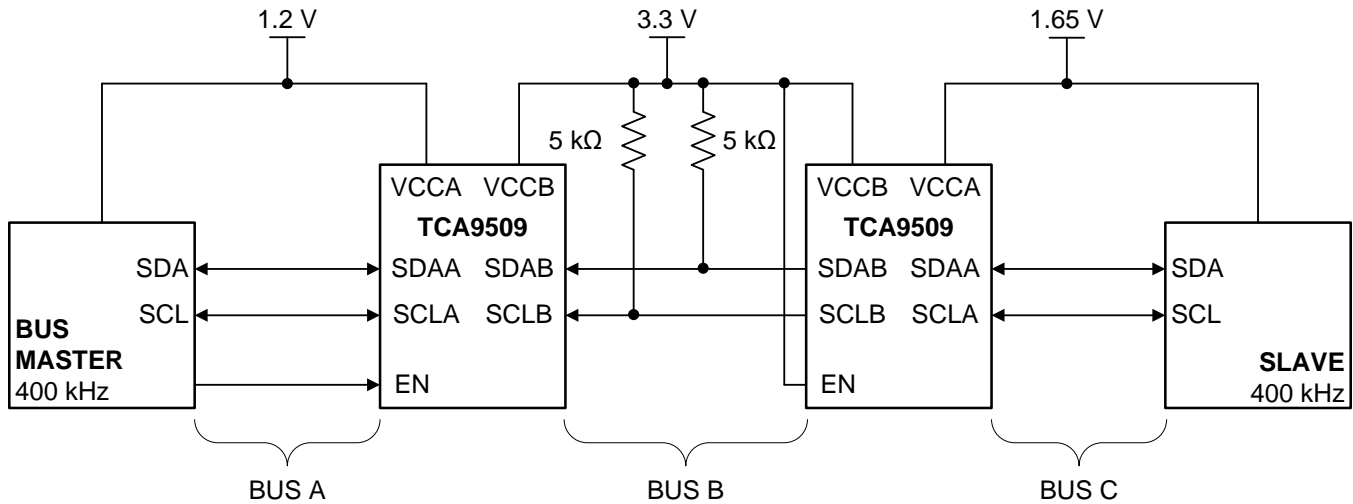 1.2 V
3.3 V
1.65 V
5 kΩ
5 kΩ
VCCA VCCB
TCA9509
SDAA SDAB
SCLA SCLB
EN
VCCB VCCA
TCA9509
SDAB SDAA
SCLB SCLA
EN
SDA
SCL
BUS
MASTER
400 kHz
SDA
SCL
SLAVE
400 kHz
BUS A
BUS B
BUS C